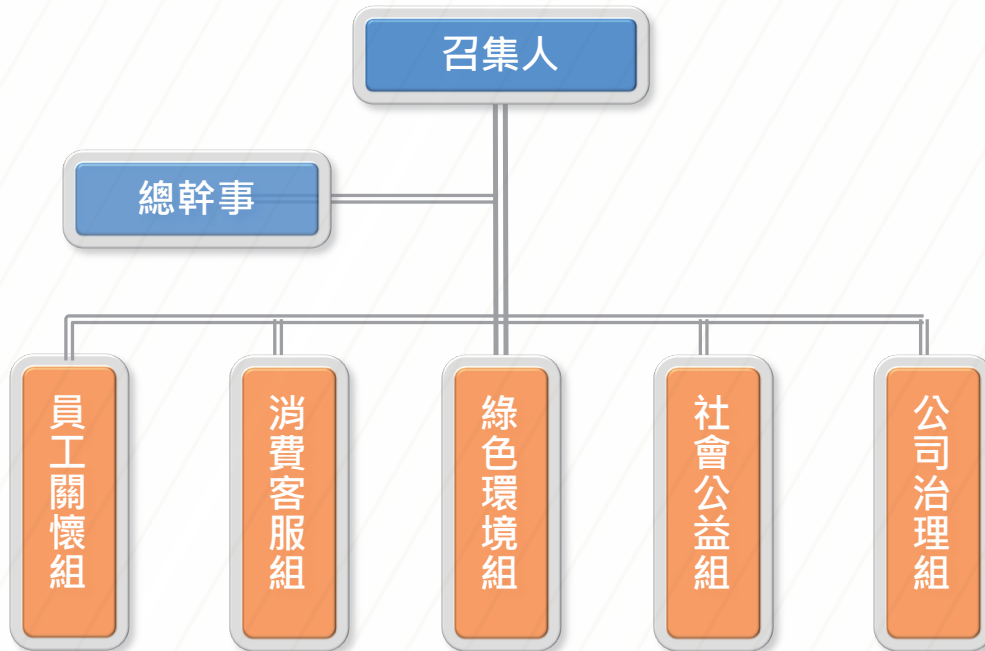 召集人
總幹事
員工關懷組
消費客服組
綠色環境組
社會公益組
公司治理組